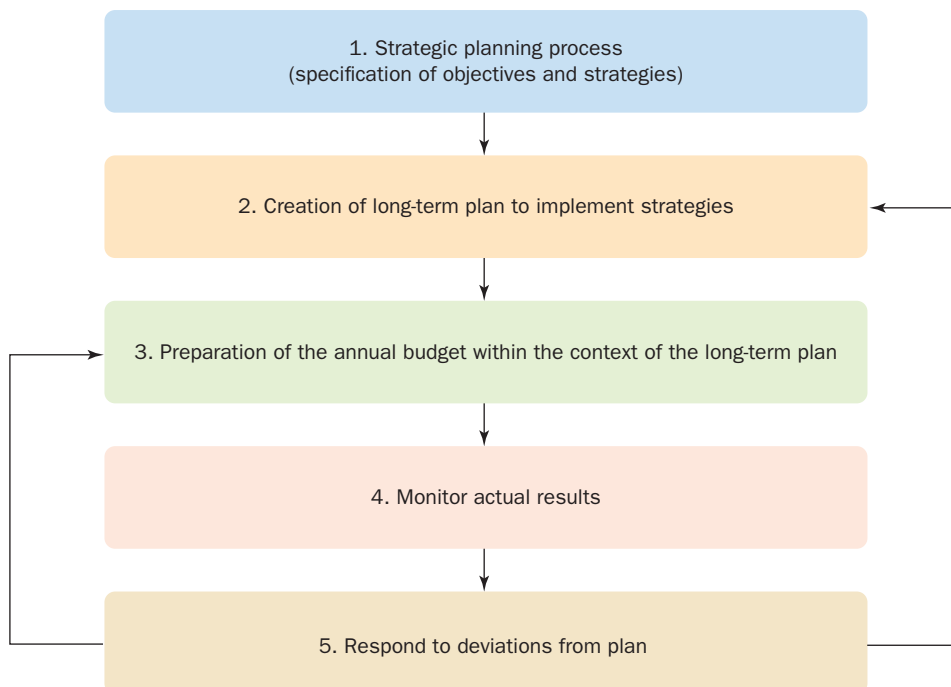 1. Strategic planning process
(specification of objectives and strategies)
2. Creation of long-term plan to implement strategies
3. Preparation of the annual budget within the context of the long-term plan
4. Monitor actual results
5. Respond to deviations from plan